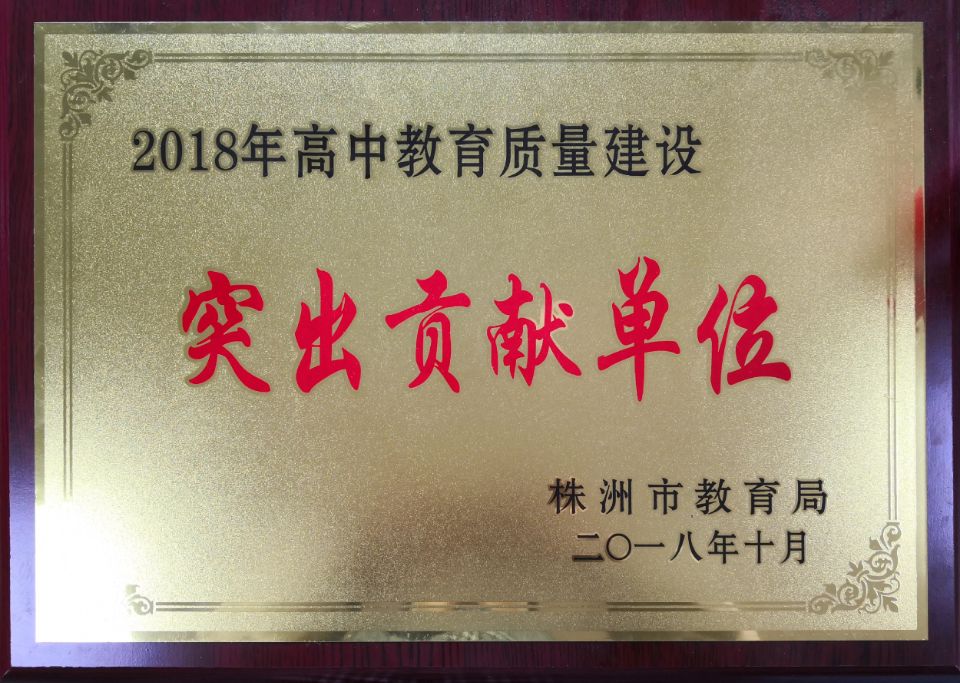 2018年高中教育质量建设
突出贡献单位
株洲市教育局
二〇一八年十月